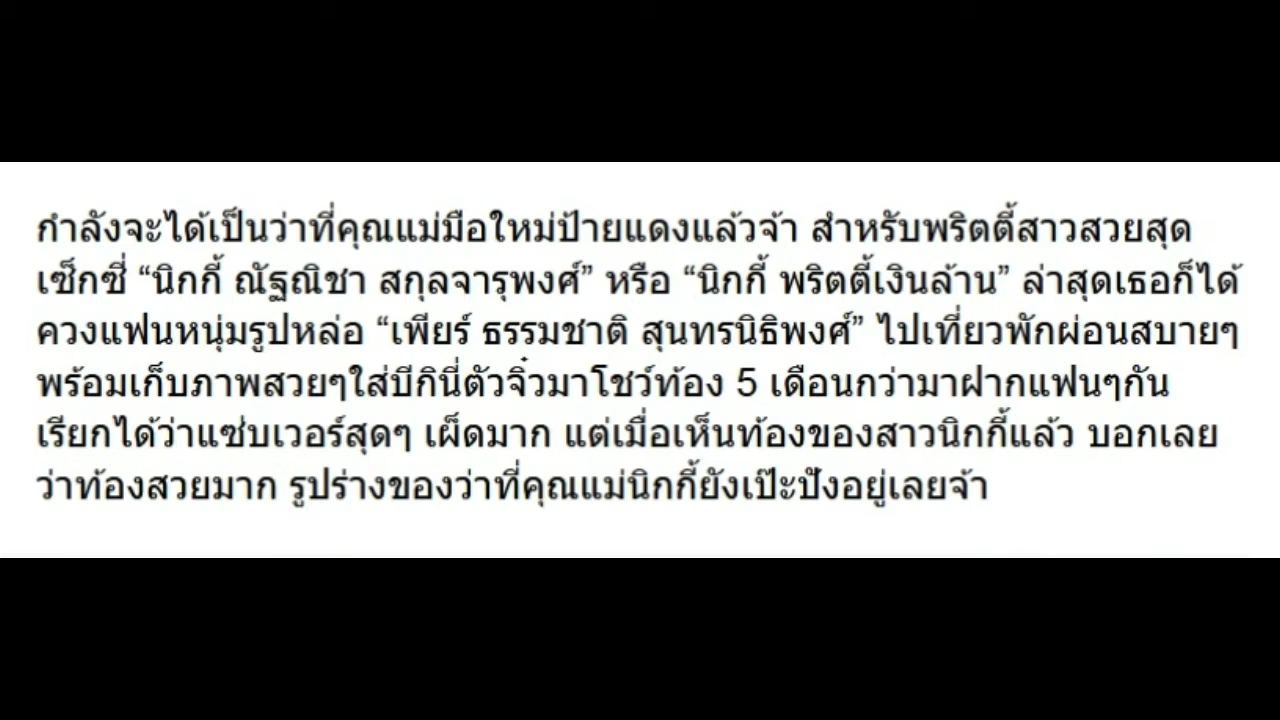 กำลังจะได้เป็นว่าที่คุณแม่มือใหม่ป้ายแดงแล้วจ้า สำหรับพริตตี้สาวสวยสุด
เซ็กซี่ “นิกกี้ ณัฐณิชา สกุลจารุพงศ์” หรือ “นิกกี้ พริตตี้เงินล้าน” ล่าสุดเธอก็ได้
ควงแฟนหนุ่มรูปหล่อ “เพียร์ ธรรมชาติ สุนทรนิธิพงศ์” ไปเที่ยวพักผ่อนสบายๆ
พร้อมเก็บภาพสวยๆใส่บีกินี่ตัวจิ๋วมาโชว์ท้อง 5 เดือนกว่ามาฝากแฟนๆกัน
เรียกได้ว่าแซ่บเวอร์สุดๆ เผ็ดมาก แต่เมื่อเห็นท้องของสาวนิกกี้แล้ว บอกเลย
ว่าท้องสวยมาก รูปร่างของว่าที่คุณแม่นิกกี้ยังเป๊ะปังอยู่เลยจ้า